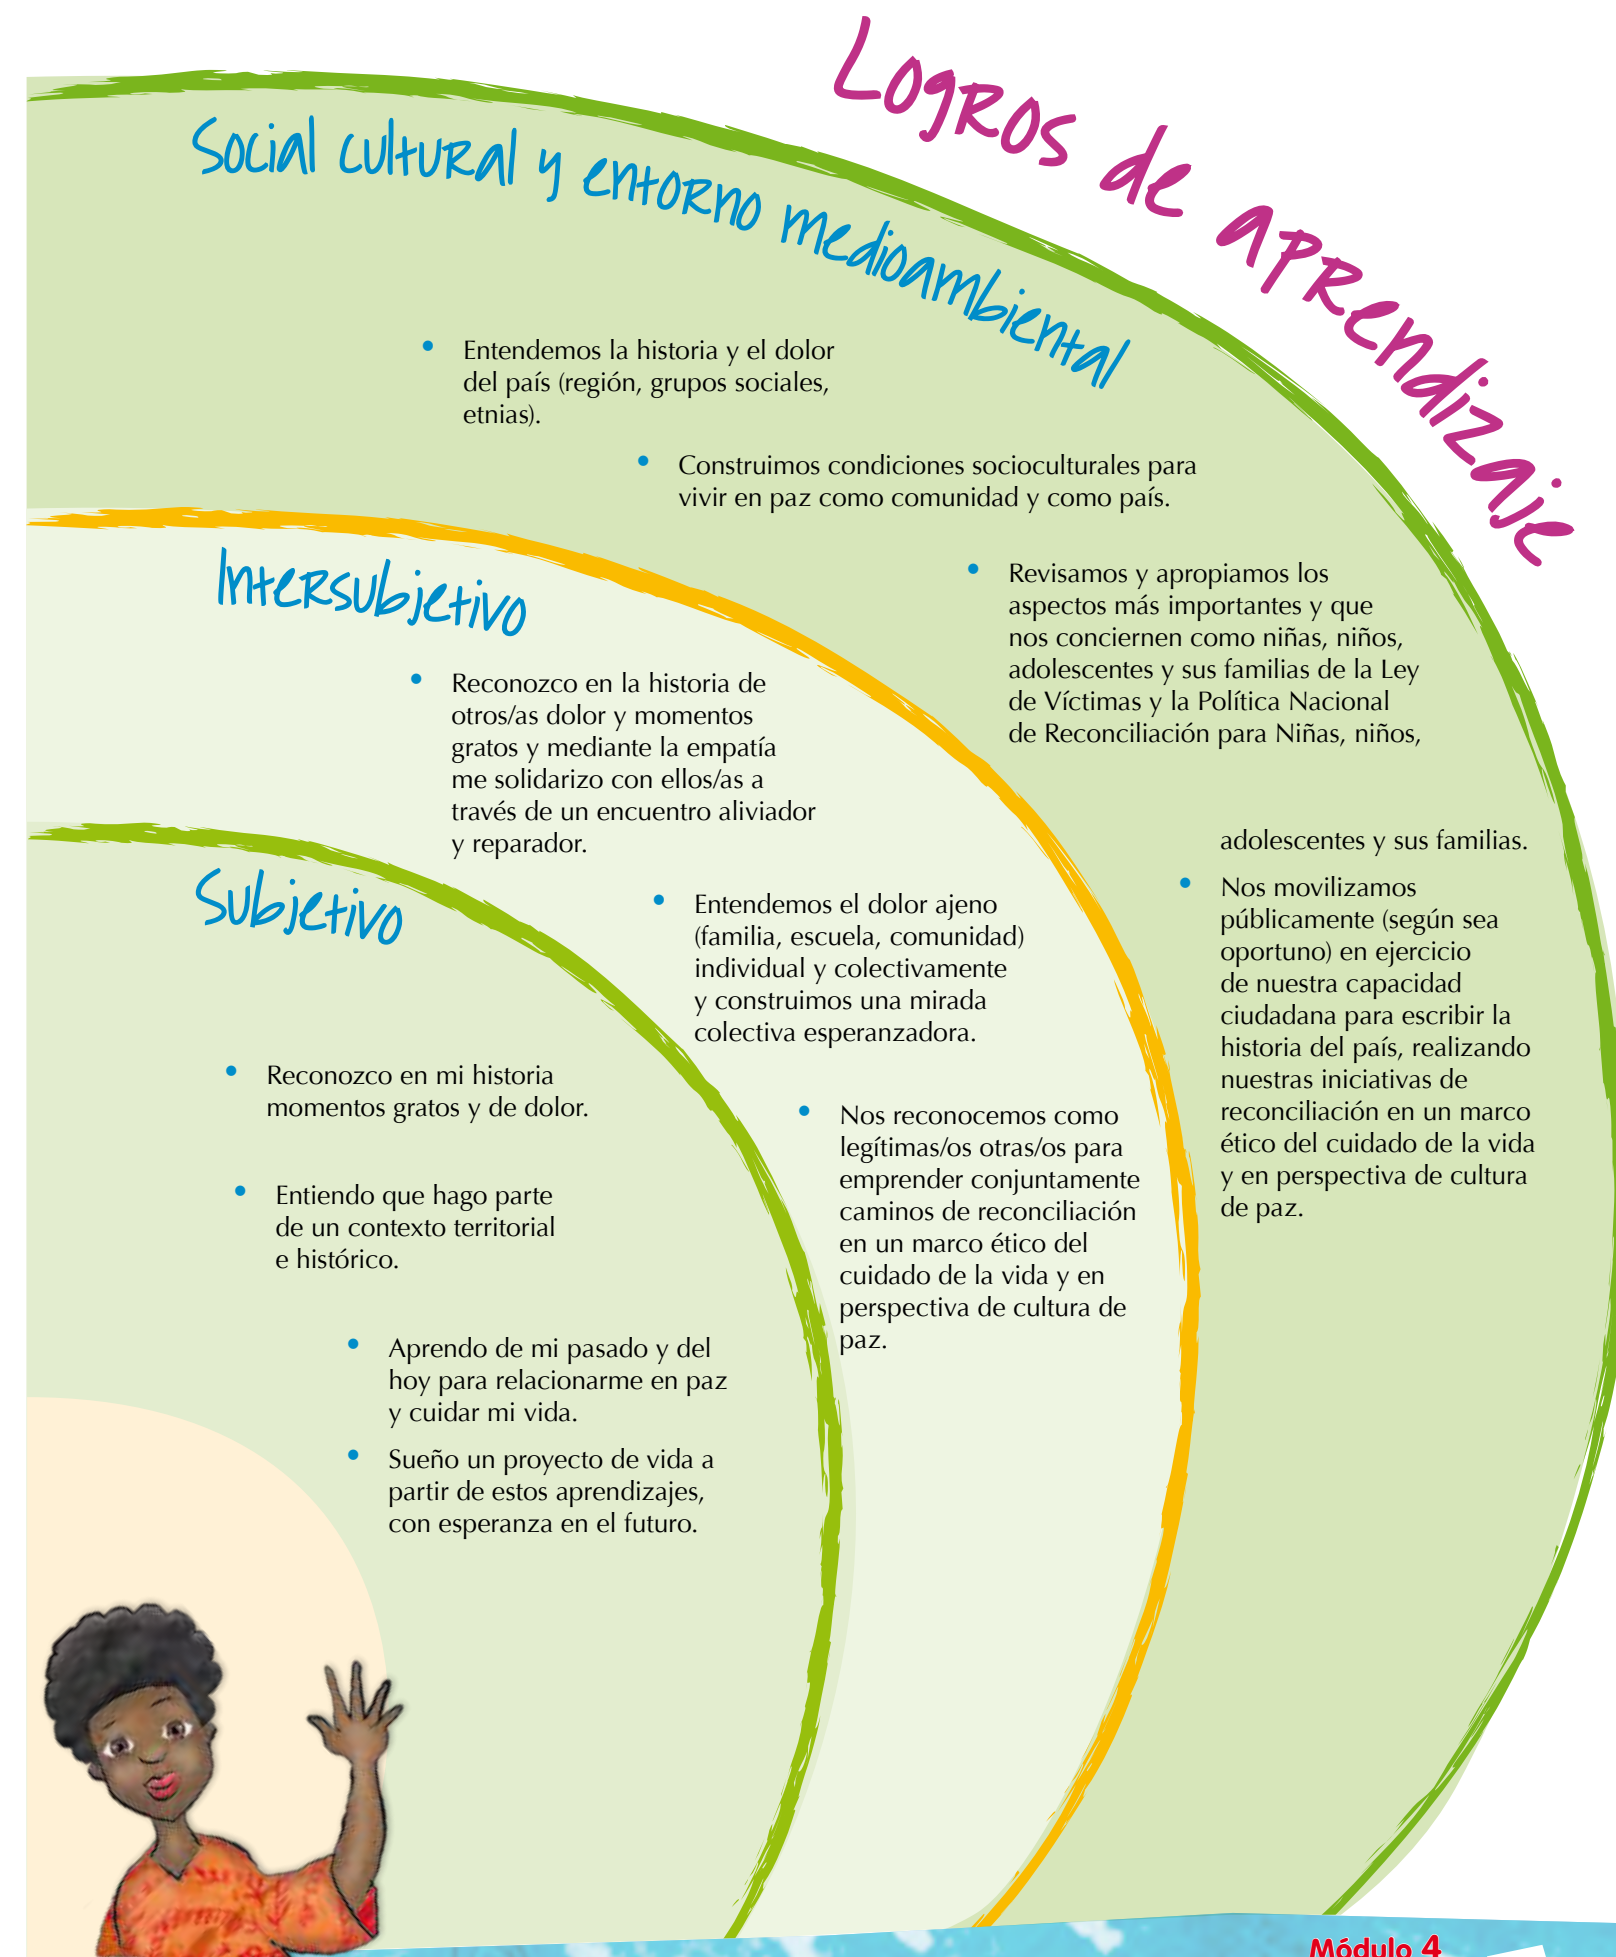 Logros de aprendizaje
Social cultural y entorno medioambiental
• Entendemos la historia y el dolor
del país (región, grupos sociales,
etnias).
• Construimos condiciones socioculturales para
vivir en paz como comunidad y como país.
• Revisamos y apropiamos los
aspectos más importantes y que
nos conciernen como niñas, niños,
adolescentes y sus familias de la Ley
de Víctimas y la Política Nacional
de Reconciliación para Niñas, niños,
adolescentes y sus familias.
• Nos movilizamos
públicamente (según sea
oportuno) en ejercicio
de nuestra capacidad
ciudadana para escribir la
historia del país, realizando
nuestras iniciativas de
reconciliación en un marco
ético del cuidado de la vida
y en perspectiva de cultura
de paz.
Intersubjetivo
• Reconozco en la historia de
otros/as dolor y momentos
gratos y mediante la empatía
me solidarizo con ellos/as a
través de un encuentro aliviador
y reparador.
• Entendemos el dolor ajeno
(familia, escuela, comunidad)
individual y colectivamente
y construimos una mirada
colectiva esperanzadora.
• Nos reconocemos como
legítimas/os otras/os para
emprender conjuntamente
caminos de reconciliación
en un marco ético del
cuidado de la vida y en
perspectiva de cultura de
paz.
Subjetivo
• Reconozco en mi historia
momentos gratos y de dolor.
• Entiendo que hago parte
de un contexto territorial
e histórico.
• Aprendo de mi pasado y del
hoy para relacionarme en paz
y cuidar mi vida.
• Sueño un proyecto de vida a
partir de estos aprendizajes,
con esperanza en el futuro.
Módulo 4